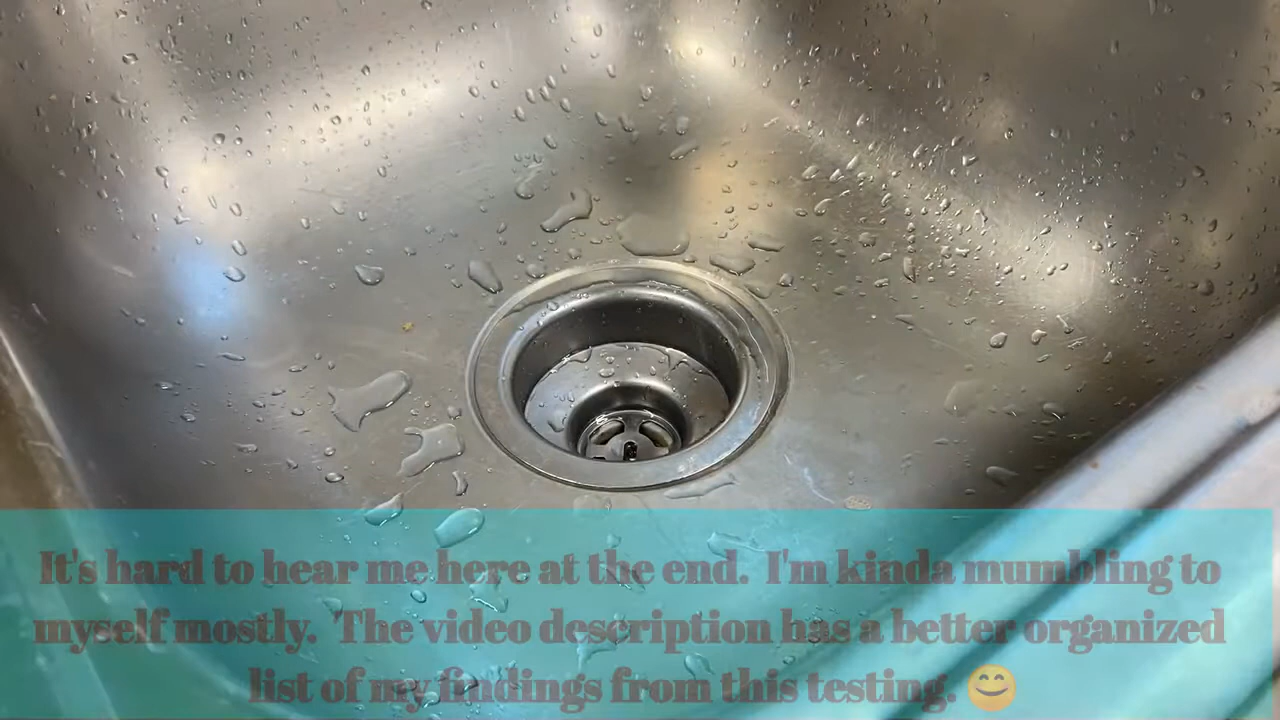 It's hard to hear me here at the end. I'm kinda mumbling to
myself mostly. The video description has a better organized
list of my findings from this testing. 😊